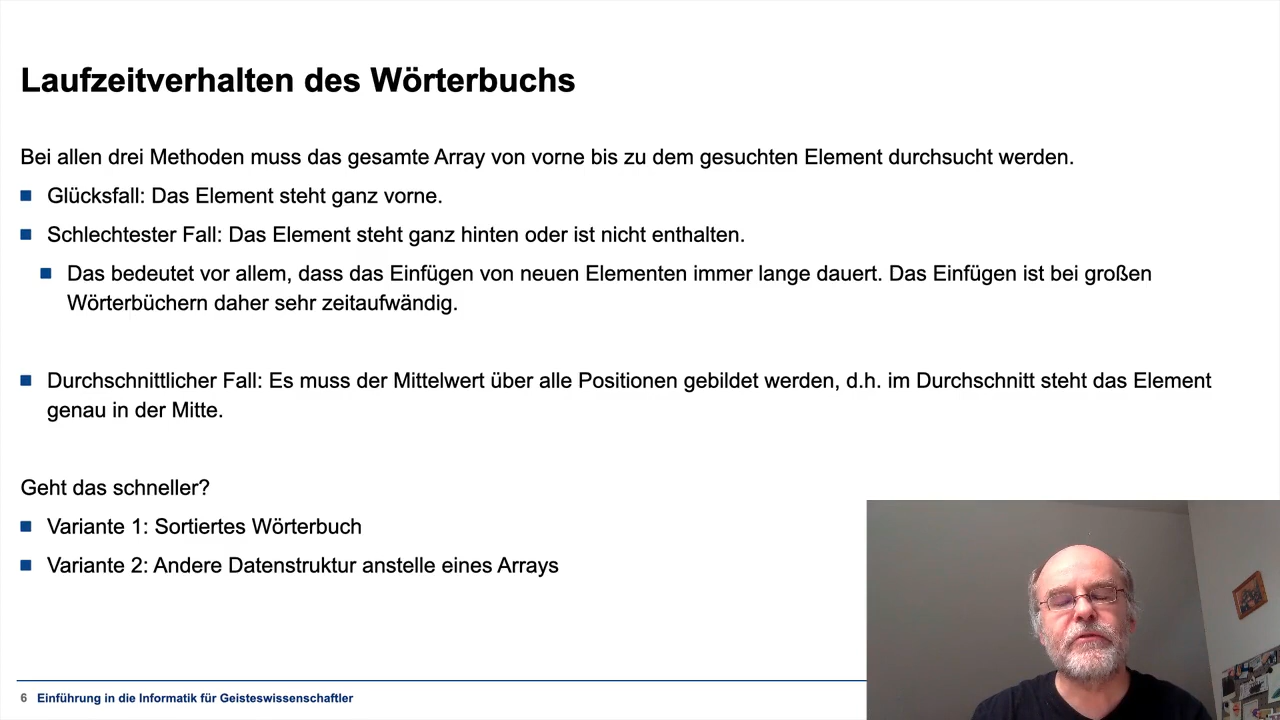 Laufzeitverhalten des Wörterbuchs
Bei allen drei Methoden muss das gesamte Array von vorne bis zu dem gesuchten Element durchsucht werden.
Glücksfall: Das Element steht ganz vorne.
Schlechtester Fall: Das Element steht ganz hinten oder ist nicht enthalten.
Das bedeutet vor allem, dass das Einfügen von neuen Elementen immer lange dauert. Das Einfügen ist bei großen
Wörterbüchern daher sehr zeitaufwändig.
Durchschnittlicher Fall: Es muss der Mittelwert über alle Positionen gebildet werden, d.h. im Durchschnitt steht das Element
genau in der Mitte.
Geht das schneller?
Variante 1: Sortiertes Wörterbuch
Variante 2: Andere Datenstruktur anstelle eines Arrays
6 Einführung in die Informatik für Geisteswissenschaftler